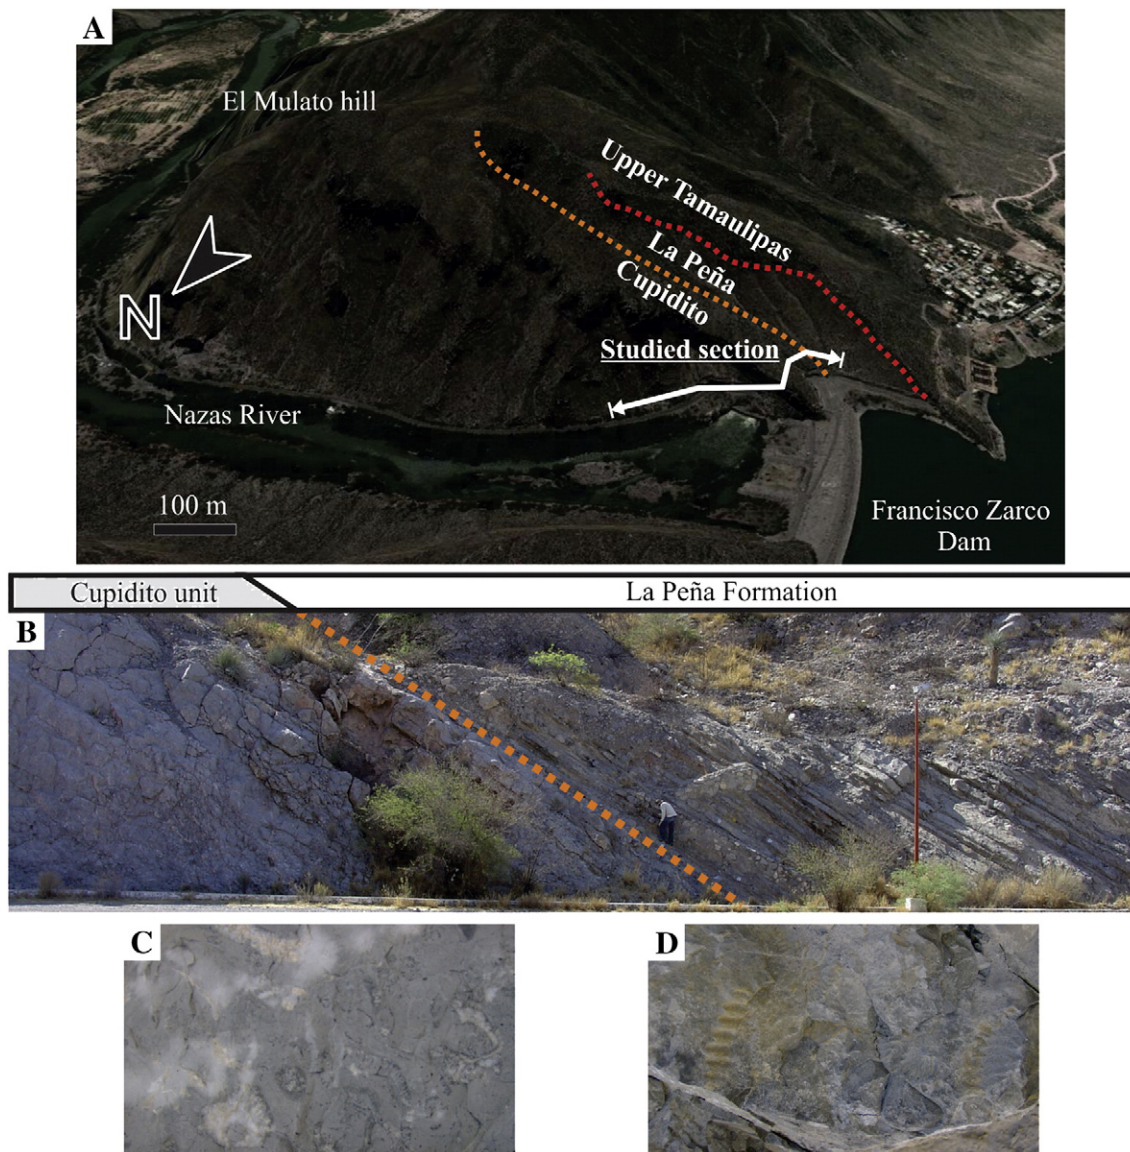 A
El Mulato hill
Upper Tamaulipas
La Peña
Cupidito
Studied section
N
Nazas River
100 m
Francisco Zarco
Dam
Cupidito unit
La Peña Formation
B
C
D